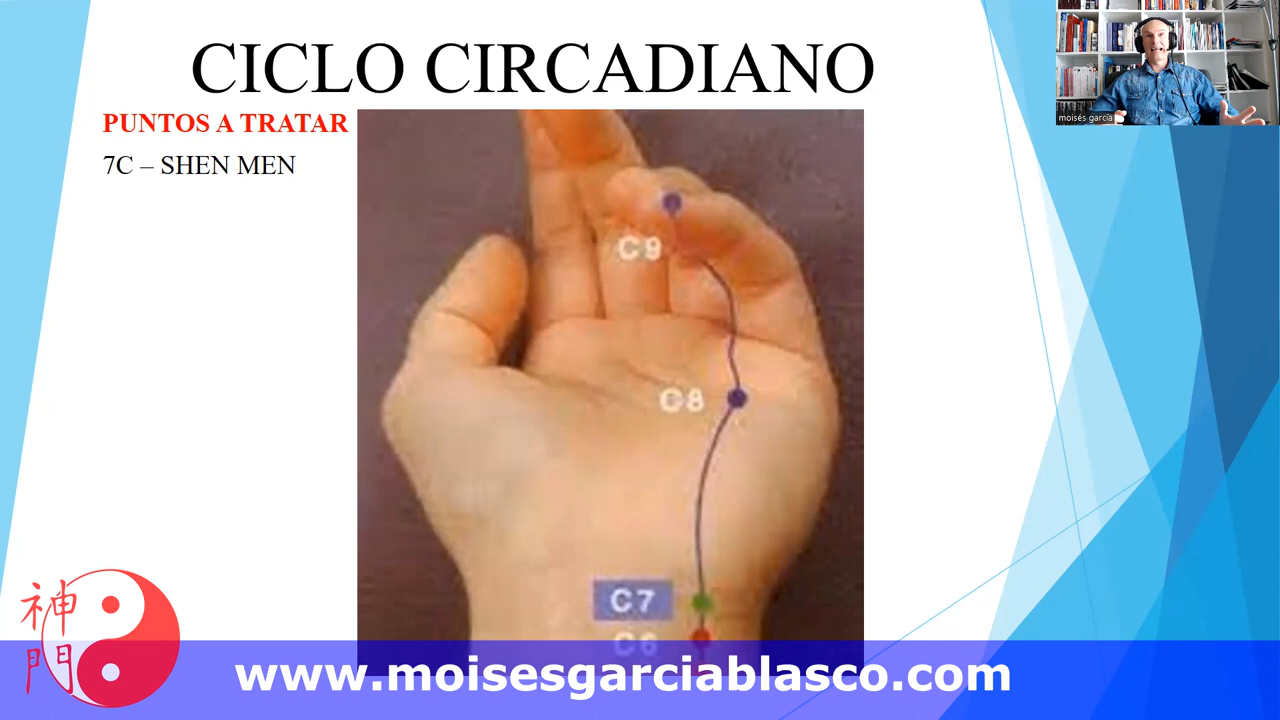 CICLO CIRCADIANO
moisés garcía
PUNTOS A TRATAR
7C – SHEN MEN
C9
C8
C7
C6
神
門
www.moisesgarciablasco.com